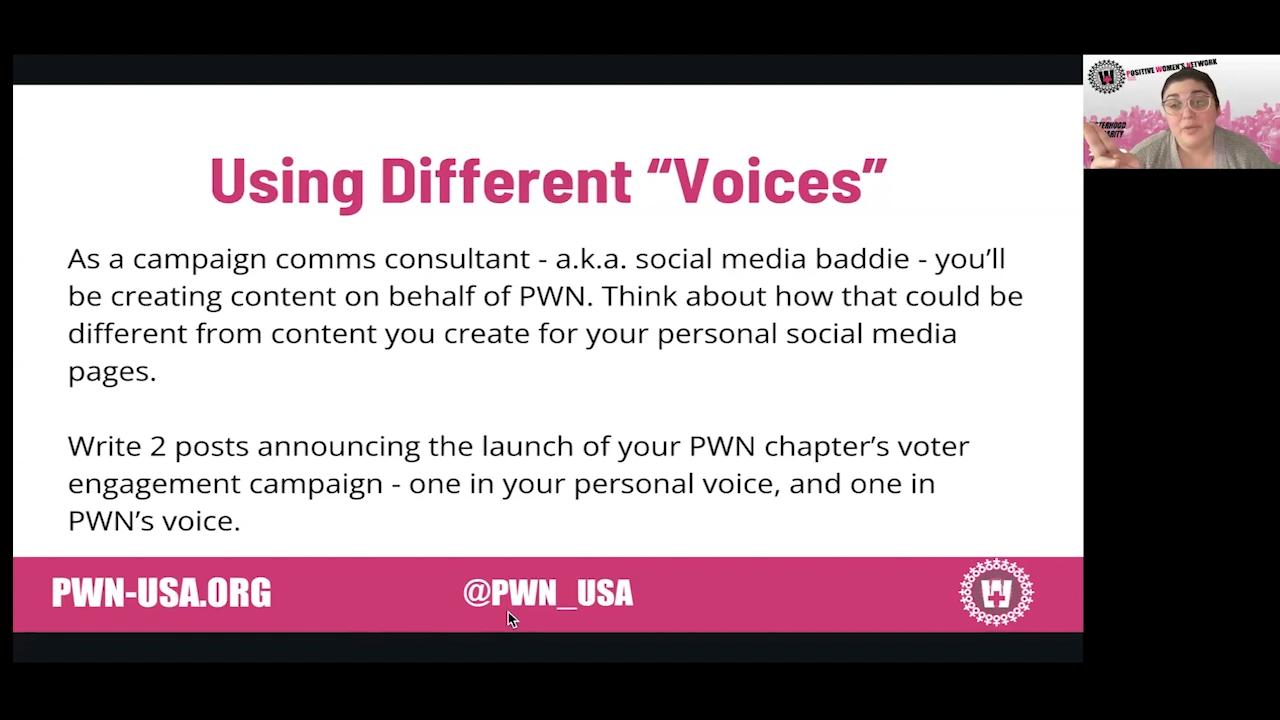 Using Different “Voices”
As a campaign comms consultant - a.k.a. social media baddie - you’ll
be creating content on behalf of PWN. Think about how that could be
different from content you create for your personal social media
pages.
Write 2 posts announcing the launch of your PWN chapter’s voter
engagement campaign - one in your personal voice, and one in
PWN’s voice.
PWN-USA.ORG
@PWN_USA
POSITIVE WOMEN'S NETWORK